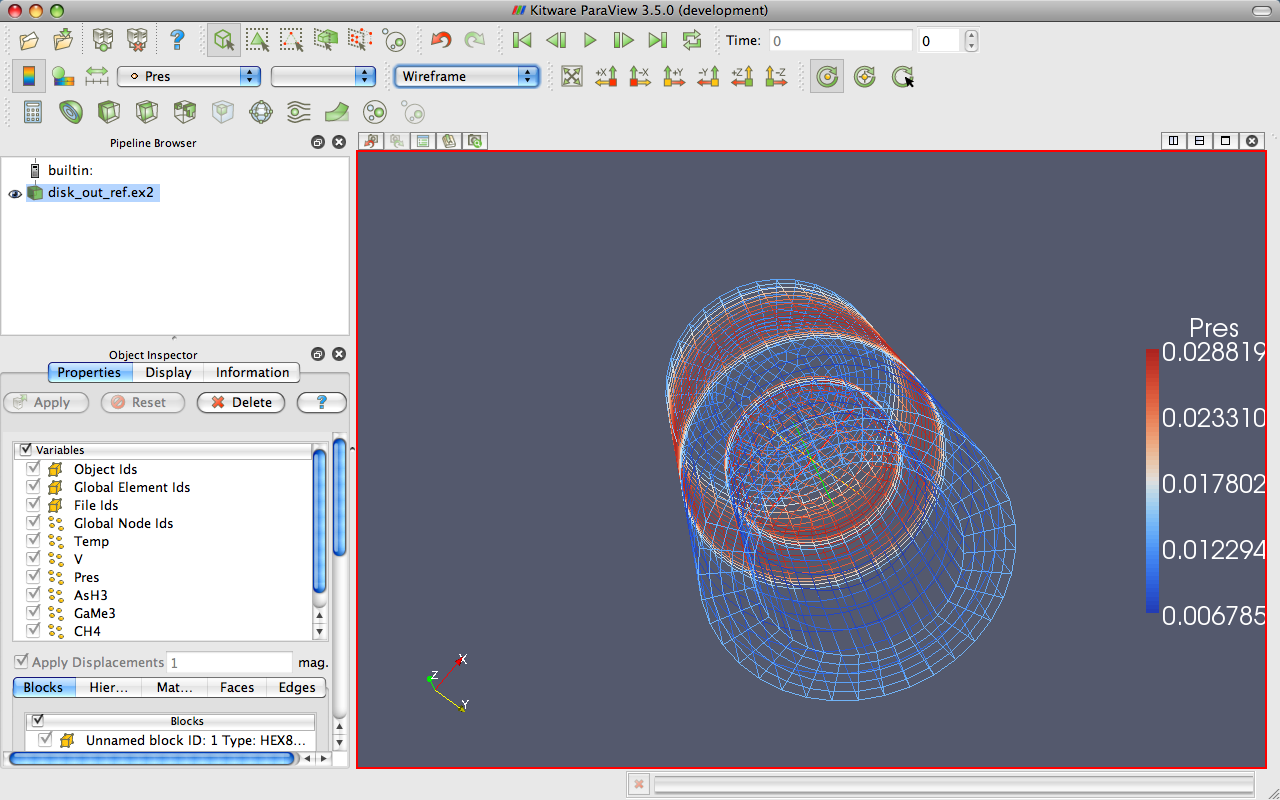 Kitware ParaView 3.5.0 (development)
?
Time: 0 0
Pres Wireframe +X -X +Y -Y +Z -Z
Pipeline Browser
builtin:
disk_out_ref.ex2
Object Inspector
Properties Display Information
Apply Reset Delete ?
Variables
Object Ids
Global Element Ids
File Ids
Global Node Ids
Temp
V
Pres
AsH3
GaMe3
CH4
Apply Displacements 1 mag.
Blocks Hier... Mat... Faces Edges
Blocks
Unnamed block ID: 1 Type: HEX8...
Pres
0.028819
0.023310
0.017802
0.012294
0.006785
X
Z
Y